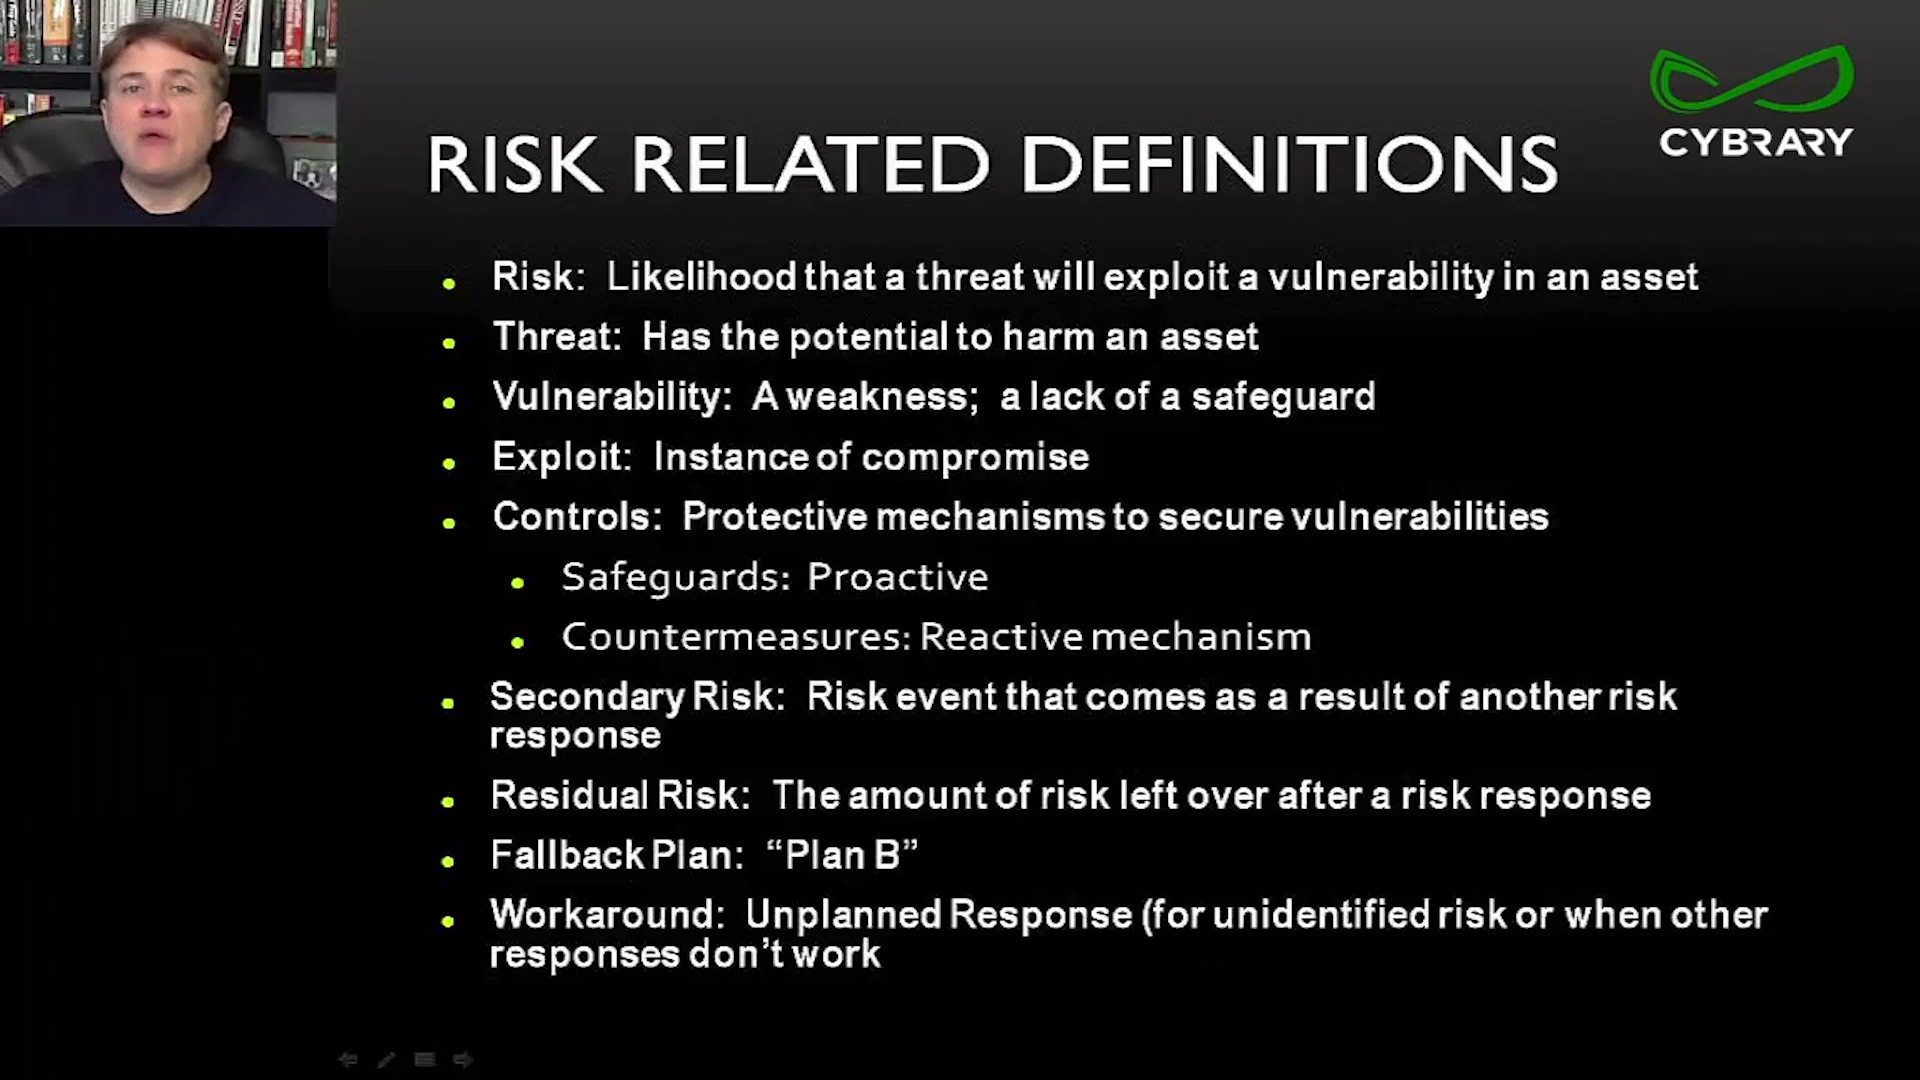 CYBRARY
RISK RELATED DEFINITIONS
Risk: Likelihood that a threat will exploit a vulnerability in an asset
Threat: Has the potential to harm an asset
Vulnerability: A weakness; a lack of a safeguard
Exploit: Instance of compromise
Controls: Protective mechanisms to secure vulnerabilities
Safeguards: Proactive
Countermeasures: Reactive mechanism
Secondary Risk: Risk event that comes as a result of another risk
response
Residual Risk: The amount of risk left over after a risk response
Fallback Plan: “Plan B”
Workaround: Unplanned Response (for unidentified risk or when other
responses don’t work